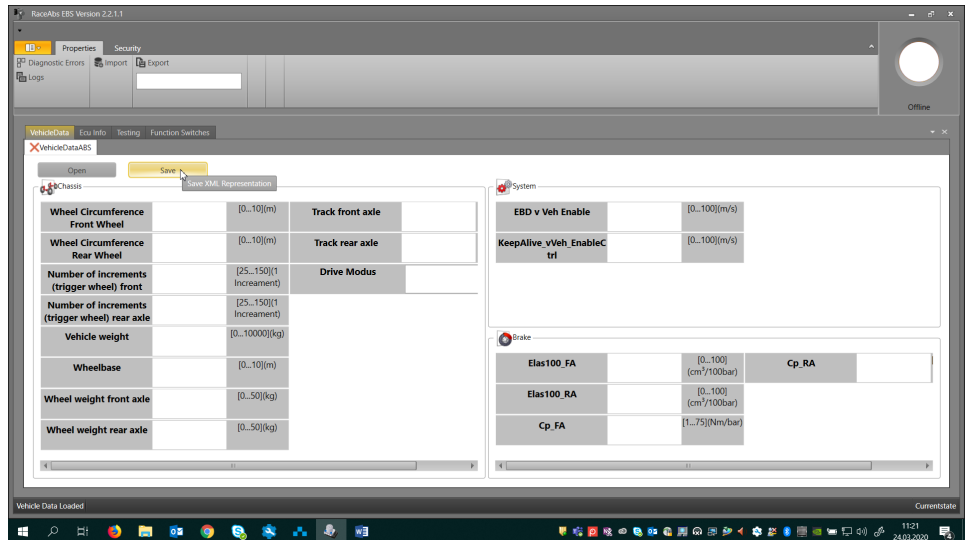 RaceAbs EBS Version 2.2.1.1
Properties Security
Diagnostic Errors Import Export
Logs
Offline
VehicleData Ecu Info Testing Function Switches
VehicleDataABS
Open Save
Save XML Representation
Chassis
Wheel Circumference
Front Wheel
[0...10](m)
Track front axle
Wheel Circumference
Rear Wheel
[0...10](m)
Track rear axle
Number of increments
(trigger wheel) front
[25...150](1
Increament)
Drive Modus
Number of increments
(trigger wheel) rear axle
[25...150](1
Increament)
Vehicle weight
[0...10000](kg)
Wheelbase
[0...10](m)
Wheel weight front axle
[0...50](kg)
Wheel weight rear axle
[0...50](kg)
System
EBD v Veh Enable
[0...100](m/s)
KeepAlive_vVeh_EnableC
trl
[0...100](m/s)
Brake
Elas100_FA
[0...100]
(cm³/100bar)
Cp_RA
Elas100_RA
[0...100]
(cm³/100bar)
Cp_FA
[1...75](Nm/bar)
Vehicle Data Loaded
Currentstate
11:21
24.03.2020